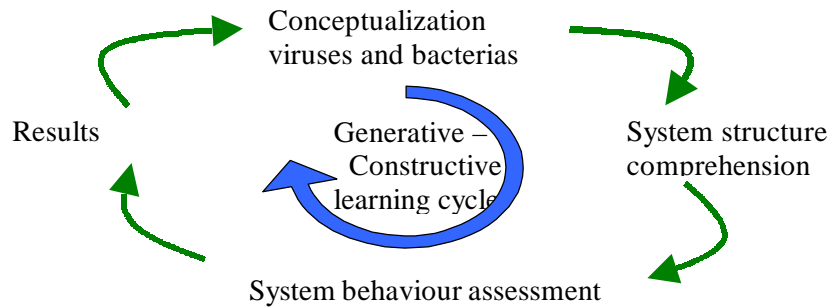 Conceptualization
viruses and bacterias
Results
Generative –
Constructive
learning cycle
System structure
comprehension
System behaviour assessment